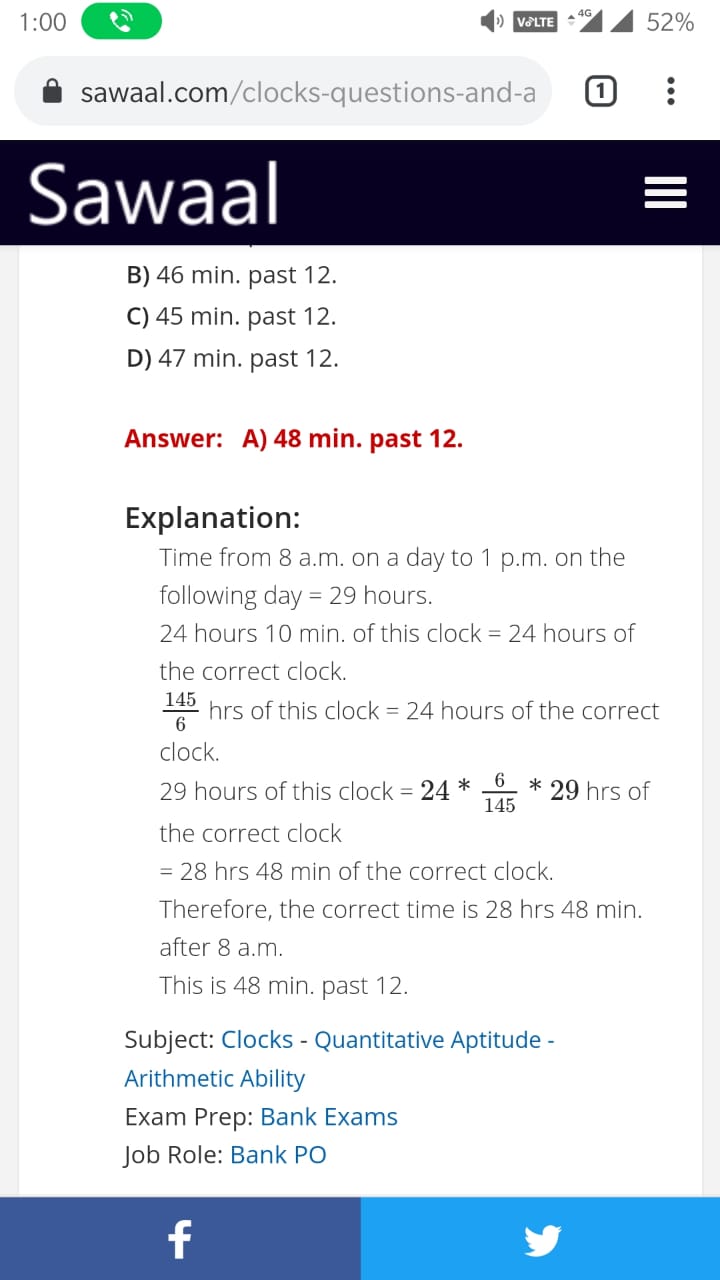 1:00
VoLTE 4G 52%
sawaal.com/clocks-questions-and-a
1
Sawaal
B) 46 min. past 12.
C) 45 min. past 12.
D) 47 min. past 12.
Answer: A) 48 min. past 12.
Explanation:
Time from 8 a.m. on a day to 1 p.m. on the
following day = 29 hours.
24 hours 10 min. of this clock = 24 hours of
the correct clock.
145/6 hrs of this clock = 24 hours of the correct
clock.
29 hours of this clock = 24 * 6/145 * 29 hrs of
the correct clock
= 28 hrs 48 min of the correct clock.
Therefore, the correct time is 28 hrs 48 min.
after 8 a.m.
This is 48 min. past 12.
Subject: Clocks - Quantitative Aptitude -
Arithmetic Ability
Exam Prep: Bank Exams
Job Role: Bank PO
f